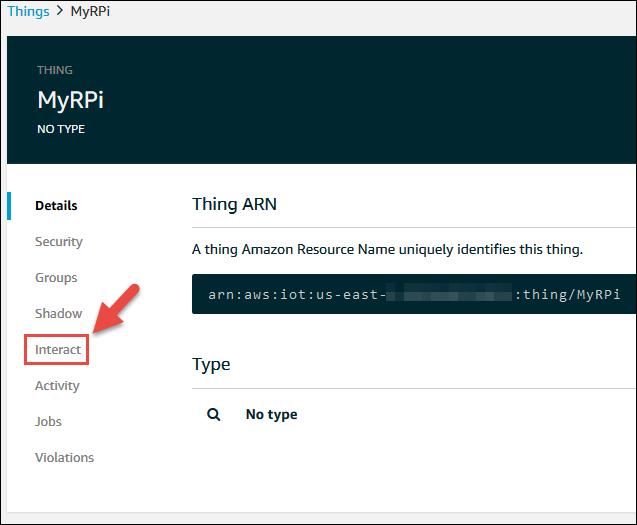 Things > MyRPi
THING
MyRPi
NO TYPE
Details
Security
Groups
Shadow
Interact
Activity
Jobs
Violations
Thing ARN
A thing Amazon Resource Name uniquely identifies this thing.
arn:aws:iot:us-east- :thing/MyRPi
Type
No type